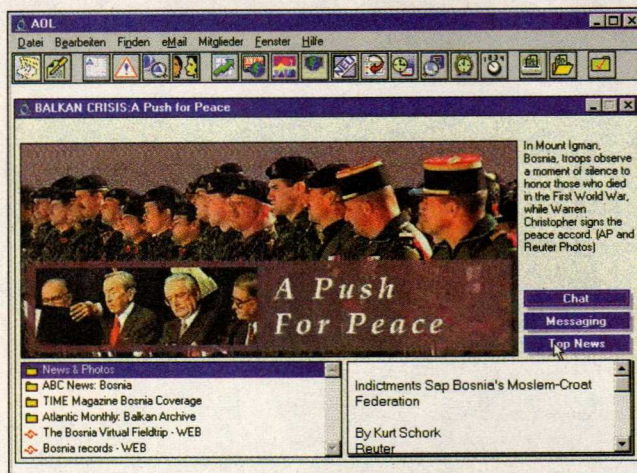 AOL
Datei Bearbeiten Finden eMail Mitglieder Fenster Hilfe
NEU
BALKAN CRISIS:A Push for Peace
In Mount Igman,
Bosnia, troops observe
a moment of silence to
honor those who died
in the First World War,
while Warren
Christopher signs the
peace accord. (AP and
Reuter Photos)
A Push
For Peace
Chat
Messaging
Top News
News & Photos
ABC News: Bosnia
TIME Magazine Bosnia Coverage
Atlantic Monthly: Balkan Archive
The Bosnia Virtual Fieldtrip - WEB
Bosnia records - WEB
Indictments Sap Bosnia's Moslem-Croat
Federation
By Kurt Schork
Reuter